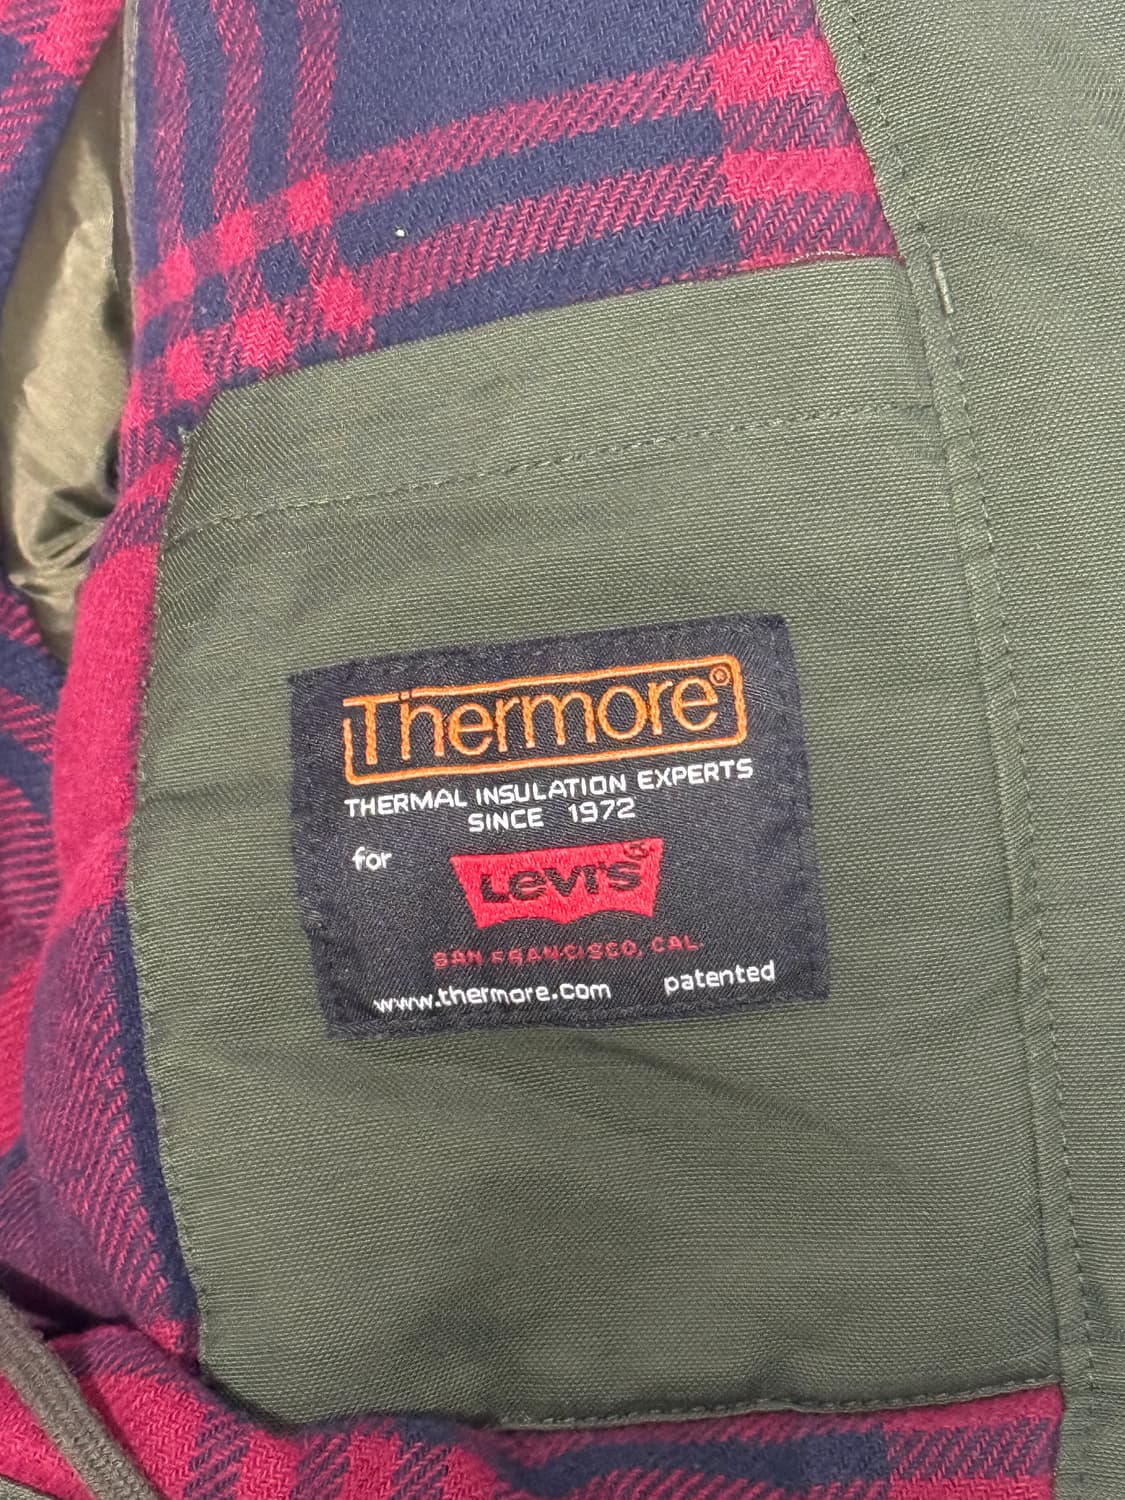 Thermore®
THERMAL INSULATION EXPERTS
SINCE 1972
for
LEVI'S®
SAN FRANCISCO, CAL.
www.thermore.com patented